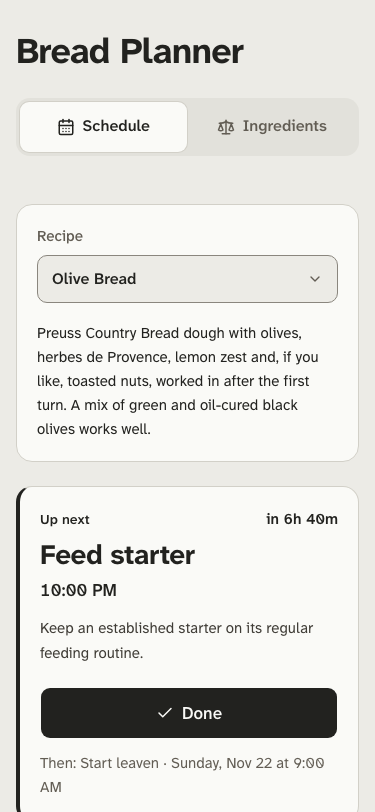 Bread Planner
Schedule
Ingredients
Recipe
Olive Bread
Preuss Country Bread dough with olives,
herbes de Provence, lemon zest and, if you
like, toasted nuts, worked in after the first
turn. A mix of green and oil-cured black
olives works well.
Up next
in 6h 40m
Feed starter
10:00 PM
Keep an established starter on its regular
feeding routine.
Done
Then: Start leaven · Sunday, Nov 22 at 9:00
AM